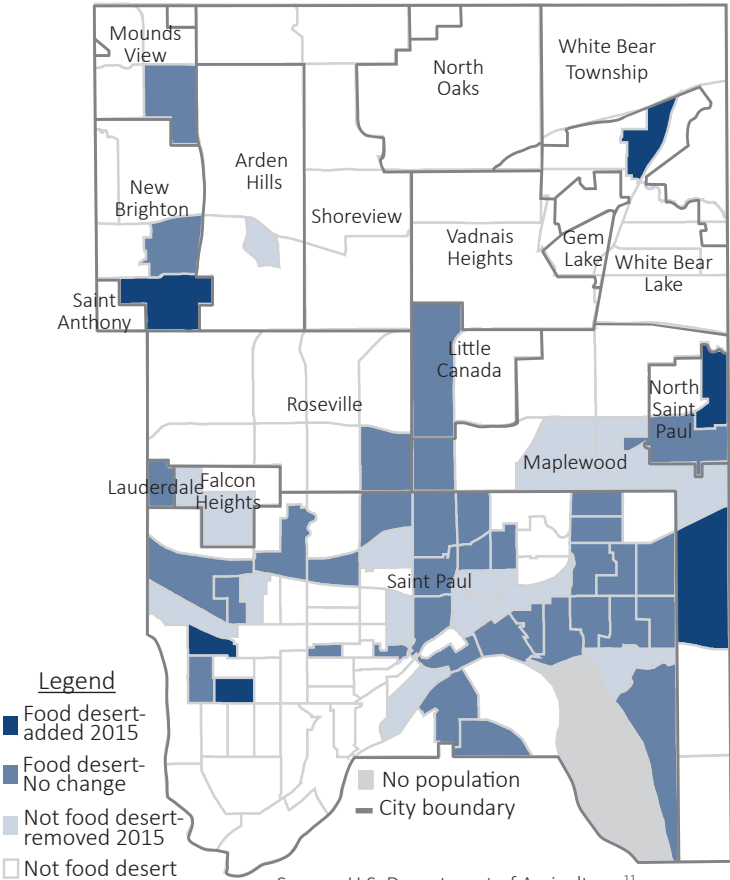 Mounds
View
North
Oaks
White Bear
Township
Arden
Hills
New
Brighton
Shoreview
Vadnais
Heights
Gem
Lake
White Bear
Lake
Saint
Anthony
Little
Canada
Roseville
North
Saint
Paul
Maplewood
Lauderdale
Falcon
Heights
Saint Paul
Legend
Food desert-
added 2015
Food desert-
No change
Not food desert-
removed 2015
Not food desert
No population
City boundary